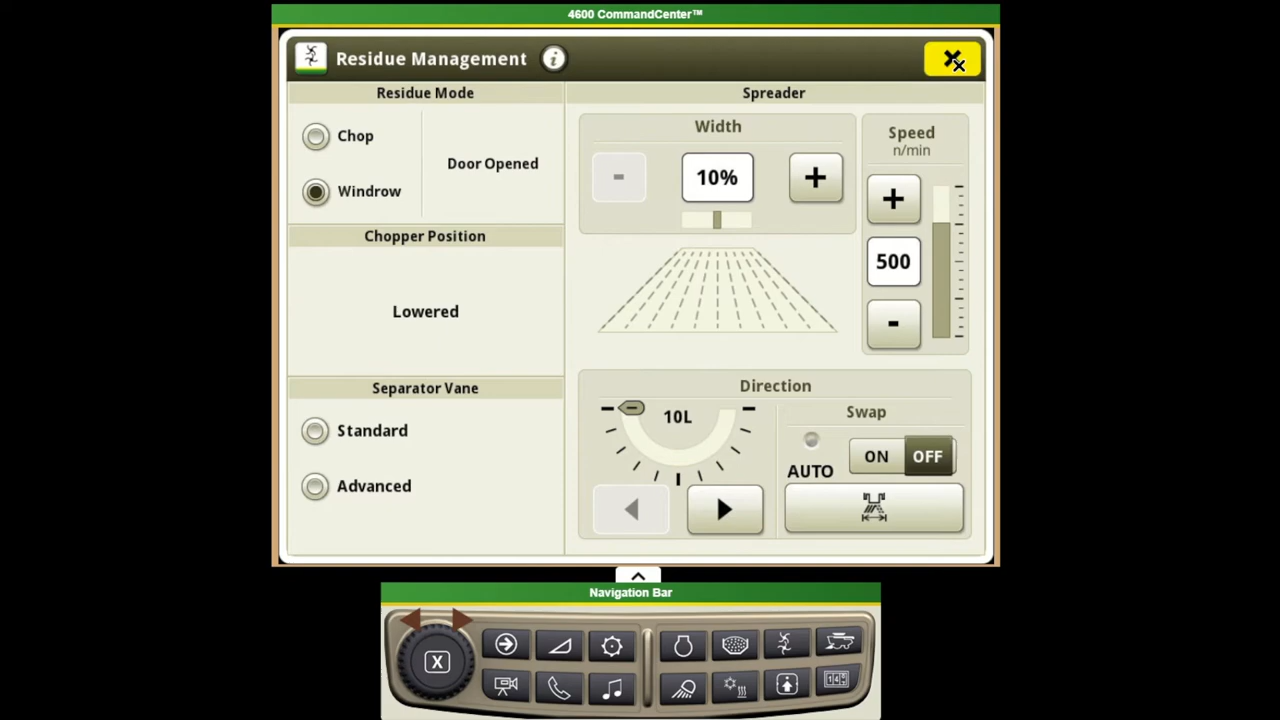 4600 CommandCenter™
Residue Management
Residue Mode
Chop
Windrow
Door Opened
Chopper Position
Lowered
Separator Vane
Standard
Advanced
Spreader
Width
-
10%
+
Speed
n/min
+
500
-
Direction
10L
Swap
AUTO
ON OFF
Navigation Bar
X